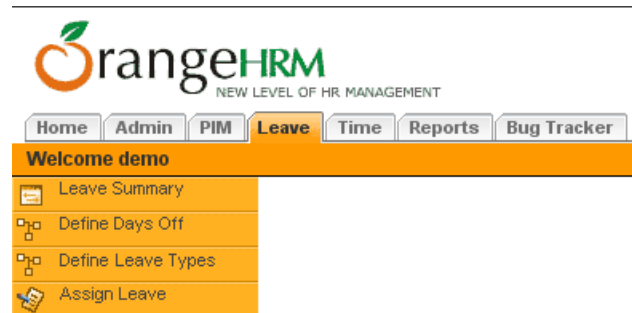 OrangeHRM
NEW LEVEL OF HR MANAGEMENT
Home Admin PIM Leave Time Reports Bug Tracker
Welcome demo
Leave Summary
Define Days Off
Define Leave Types
Assign Leave